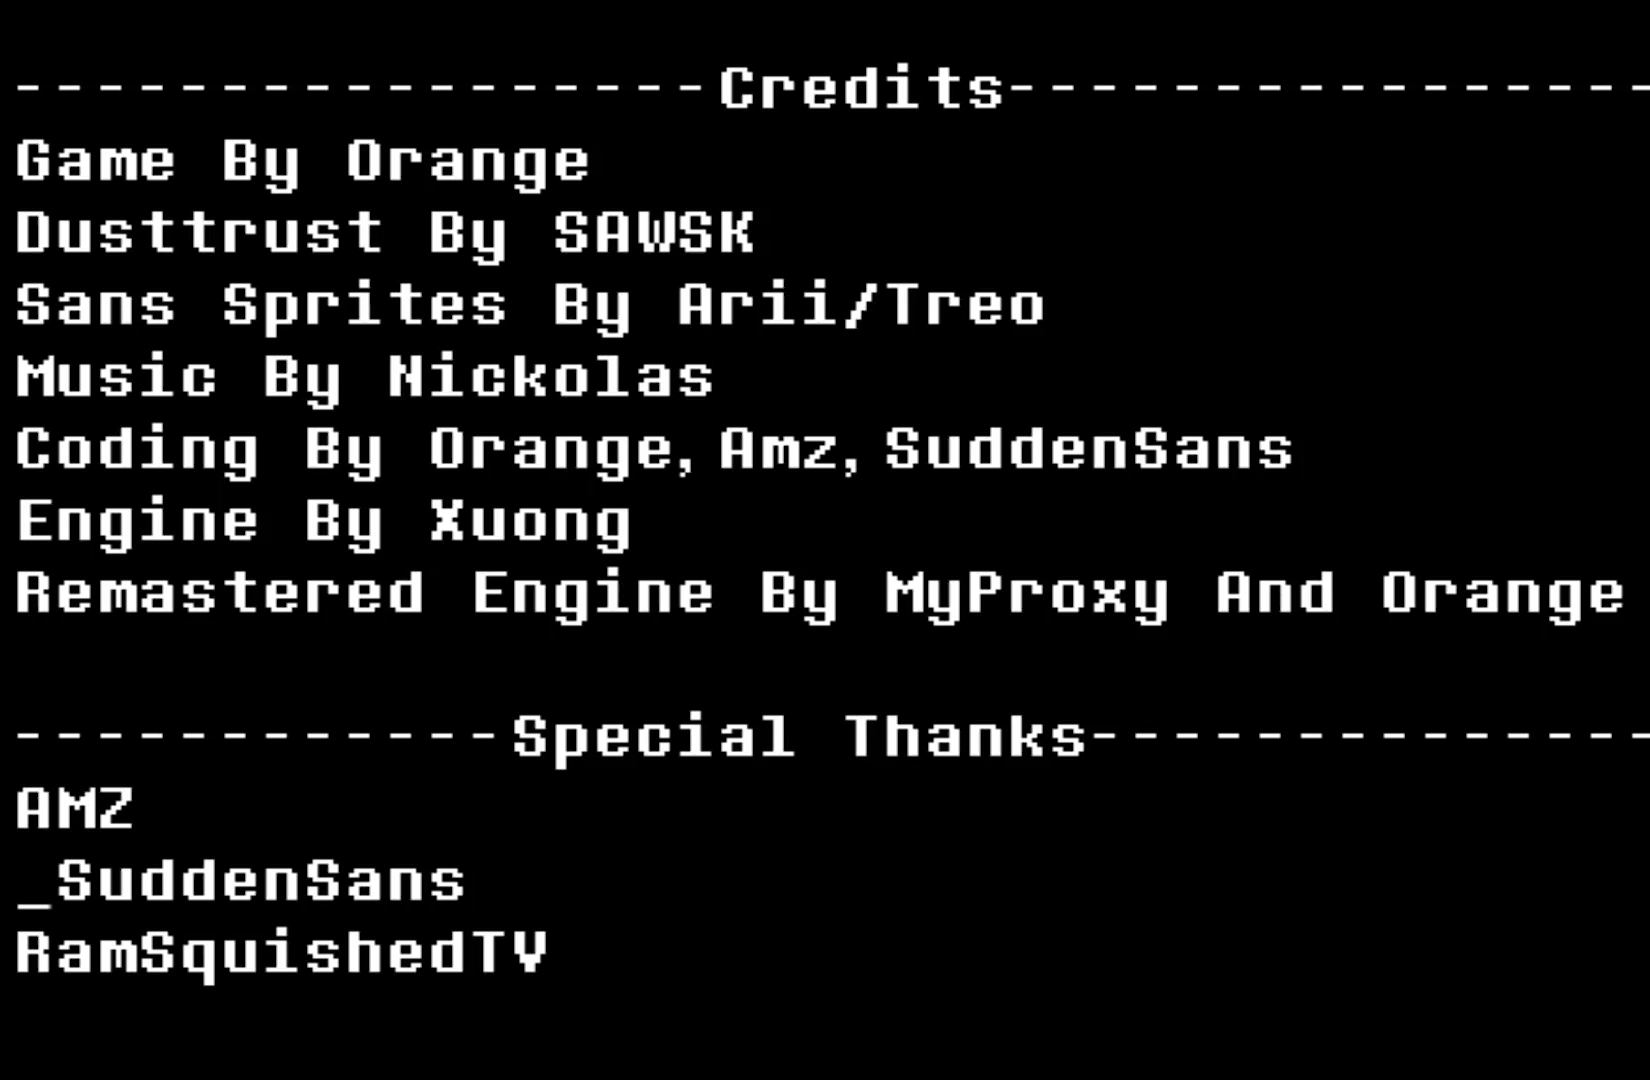 -----------------Credits----------------
Game By Orange
Dusttrust By SAWSK
Sans Sprites By Arii/Treo
Music By Nickolas
Coding By Orange,Amz,SuddenSans
Engine By Xuong
Remastered Engine By MyProxy And Orange

------------Special Thanks--------------
AMZ
_SuddenSans
RamSquishedTV